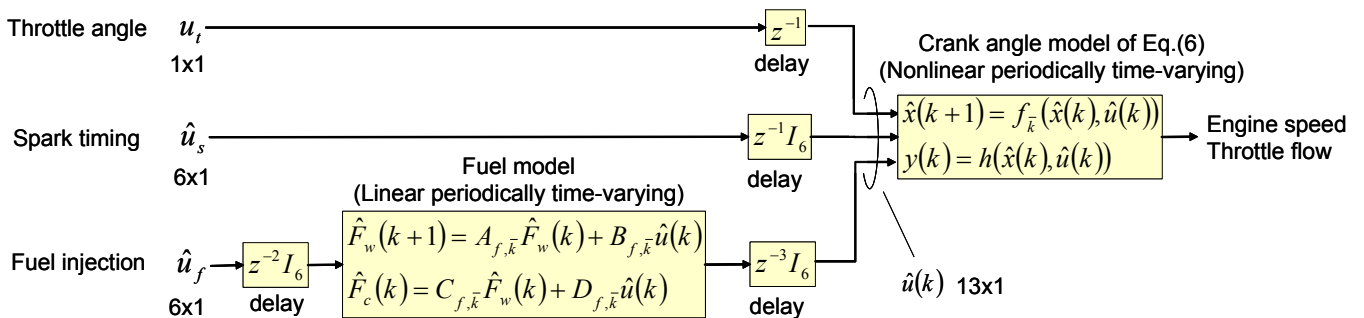 Throttle angle u_t
1x1
z^{-1}
delay
Crank angle model of Eq.(6)
(Nonlinear periodically time-varying)
x̂(k+1) = f_{k̄}(x̂(k), û(k))
y(k) = h(x̂(k), û(k))
Engine speed
Throttle flow
Spark timing û_s
6x1
z^{-1}I_6
delay
Fuel model
(Linear periodically time-varying)
F̂_w(k+1) = A_{f,k̄}F̂_w(k) + B_{f,k̄}û(k)
F̂_c(k) = C_{f,k̄}F̂_w(k) + D_{f,k̄}û(k)
Fuel injection û_f
6x1
z^{-2}I_6
delay
z^{-3}I_6
delay
û(k) 13x1